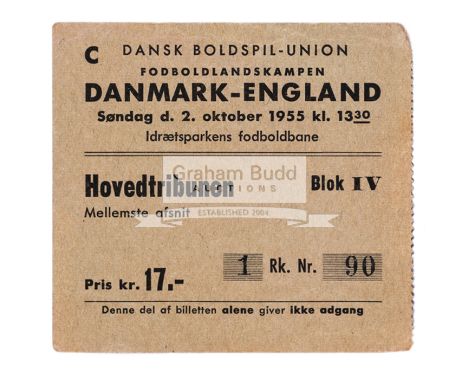 C DANSK BOLDSPIL-UNION
FODBOLDLANDSKAMPEN
DANMARK-ENGLAND
Søndag d. 2. oktober 1955 kl. 13³⁰
Idrætsparkens fodboldbane
Graham Budd
AUCTIONS
ESTABLISHED 2004
Hovedtribunen Blok IV
Mellemste afsnit
Pris kr. 17.- 1 Rk. Nr. 90
Denne del af billetten alene giver ikke adgang